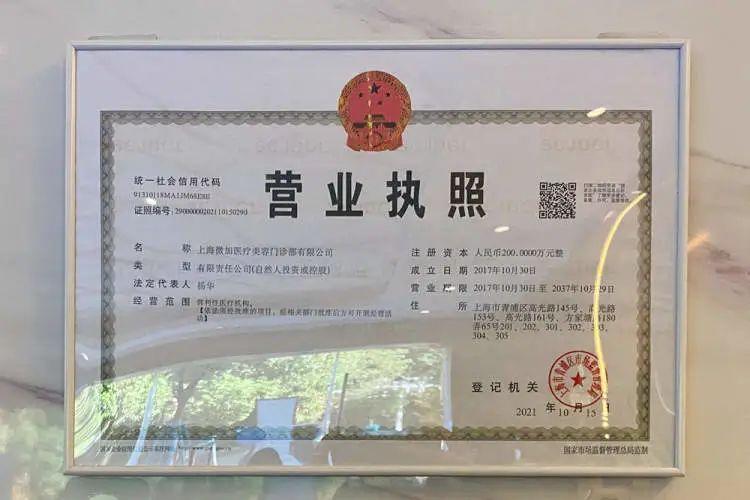 统一社会信用代码
证照编号：29000000202110150290
营业执照
名称 上海微加医疗美容门诊部有限公司
类型 有限责任公司(自然人投资或控股)
法定代表人 杨华
经营范围 营利性医疗机构。
【依法须经批准的项目，经相关部门批准后方可开展经营活
动】
注册资本 人民币200.0000万元整
成立日期 2017年10月30日
营业期限 2017年10月30日 至 2037年10月29日
住所 上海市青浦区高光路145号、高光路
153号、高光路161号、方家塘路180
弄65号201、202、301、302、303、
304、305
登记机关
2021年10月15日
国家市场监督管理总局监制